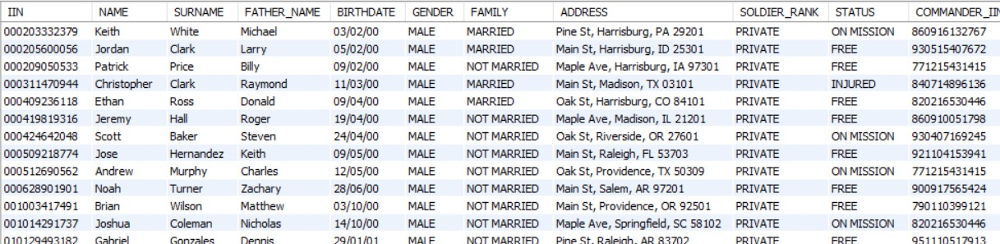 IIN NAME SURNAME FATHER_NAME BIRTHDATE GENDER FAMILY ADDRESS SOLDIER_RANK STATUS COMMANDER_IIN
000203332379 Keith White Michael 03/02/00 MALE MARRIED Pine St, Harrisburg, PA 29201 PRIVATE ON MISSION 860916132767
000205600056 Jordan Clark Larry 05/02/00 MALE MARRIED Main St, Harrisburg, ID 25301 PRIVATE FREE 930515407672
000209050533 Patrick Price Billy 09/02/00 MALE NOT MARRIED Maple Ave, Harrisburg, IA 97301 PRIVATE FREE 771215431415
000311470944 Christopher Clark Raymond 11/03/00 MALE MARRIED Main St, Madison, TX 03101 PRIVATE INJURED 840714896136
000409236118 Ethan Ross Donald 09/04/00 MALE MARRIED Oak St, Harrisburg, CO 84101 PRIVATE FREE 820216530446
000419819316 Jeremy Hall Roger 19/04/00 MALE NOT MARRIED Maple Ave, Madison, IL 21201 PRIVATE FREE 860910051798
000424642048 Scott Baker Steven 24/04/00 MALE NOT MARRIED Oak St, Riverside, OR 27601 PRIVATE ON MISSION 930407169245
000509218774 Jose Hernandez Keith 09/05/00 MALE NOT MARRIED Main St, Raleigh, FL 53703 PRIVATE FREE 921104153941
000512690562 Andrew Murphy Charles 12/05/00 MALE NOT MARRIED Oak St, Providence, TX 50309 PRIVATE ON MISSION 771215431415
000628901901 Noah Turner Zachary 28/06/00 MALE NOT MARRIED Main St, Salem, AR 97201 PRIVATE FREE 900917565424
001003417491 Brian Wilson Matthew 03/10/00 MALE NOT MARRIED Main St, Providence, OR 92501 PRIVATE FREE 790110399121
001014291737 Joshua Coleman Nicholas 14/10/00 MALE NOT MARRIED Maple Ave, Springfield, SC 58102 PRIVATE ON MISSION 820216530446
010129493182 Gabriel Gonzales Dennis 29/01/01 MALE NOT MARRIED Pine St, Raleigh, AR 83702 PRIVATE FREE 951110517913